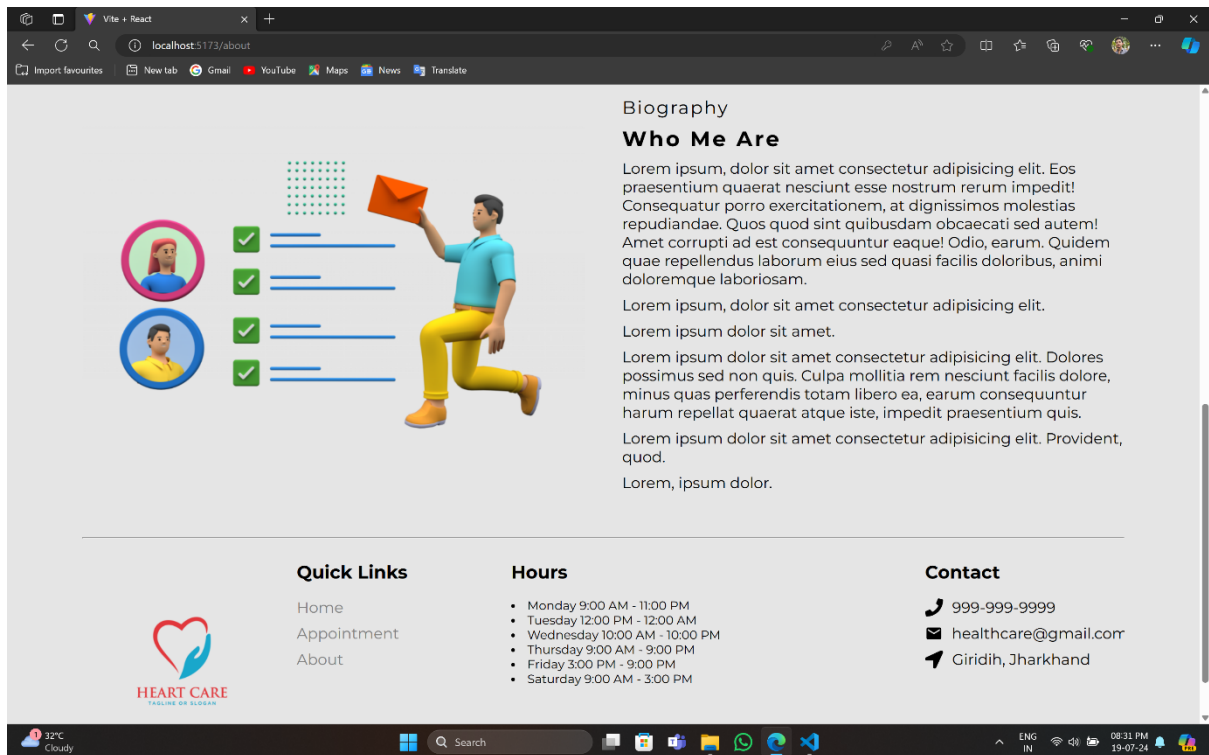 Vite + React
localhost:5173/about
Import favourites
New tab
Gmail
YouTube
Maps
News
Translate
Biography
Who Me Are
Lorem ipsum, dolor sit amet consectetur adipisicing elit. Eos
praesentium quaerat nesciunt esse nostrum rerum impedit!
Consequatur porro exercitationem, at dignissimos molestias
repudiandae. Quos quod sint quibusdam obcaecati sed autem!
Amet corrupti ad est consequuntur eaque! Odio, earum. Quidem
quae repellendus laborum eius sed quasi facilis doloribus, animi
doloremque laboriosam.
Lorem ipsum, dolor sit amet consectetur adipisicing elit.
Lorem ipsum dolor sit amet.
Lorem ipsum dolor sit amet consectetur adipisicing elit. Dolores
possimus sed non quis. Culpa mollitia rem nesciunt facilis dolore,
minus quas perferendis totam libero ea, earum consequuntur
harum repellat quaerat atque iste, impedit praesentium quis.
Lorem ipsum dolor sit amet consectetur adipisicing elit. Provident,
quod.
Lorem, ipsum dolor.
HEART CARE
TAGLINE OR SLOGAN
Quick Links
Home
Appointment
About
Hours
Monday 9:00 AM - 11:00 PM
Tuesday 12:00 PM - 12:00 AM
Wednesday 10:00 AM - 10:00 PM
Thursday 9:00 AM - 9:00 PM
Friday 3:00 PM - 9:00 PM
Saturday 9:00 AM - 3:00 PM
Contact
999-999-9999
healthcare@gmail.com
Giridih, Jharkhand
1
32°C
Cloudy
Search
ENG
IN
08:31 PM
19-07-24